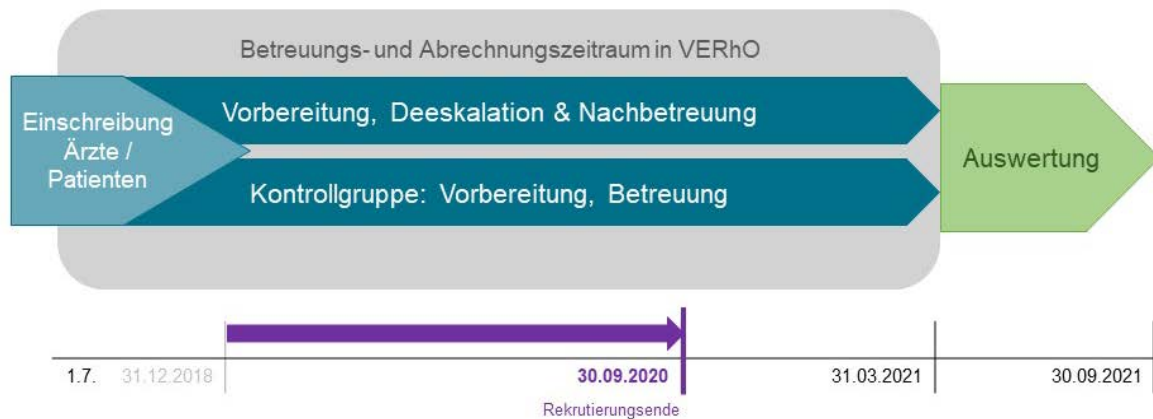 Betreuungs- und Abrechnungszeitraum in VERhO
Einschreibung
Ärzte /
Patienten
Vorbereitung, Deeskalation & Nachbetreuung
Kontrollgruppe: Vorbereitung, Betreuung
Auswertung
1.7. 31.12.2018 30.09.2020 31.03.2021 30.09.2021
Rekrutierungsende